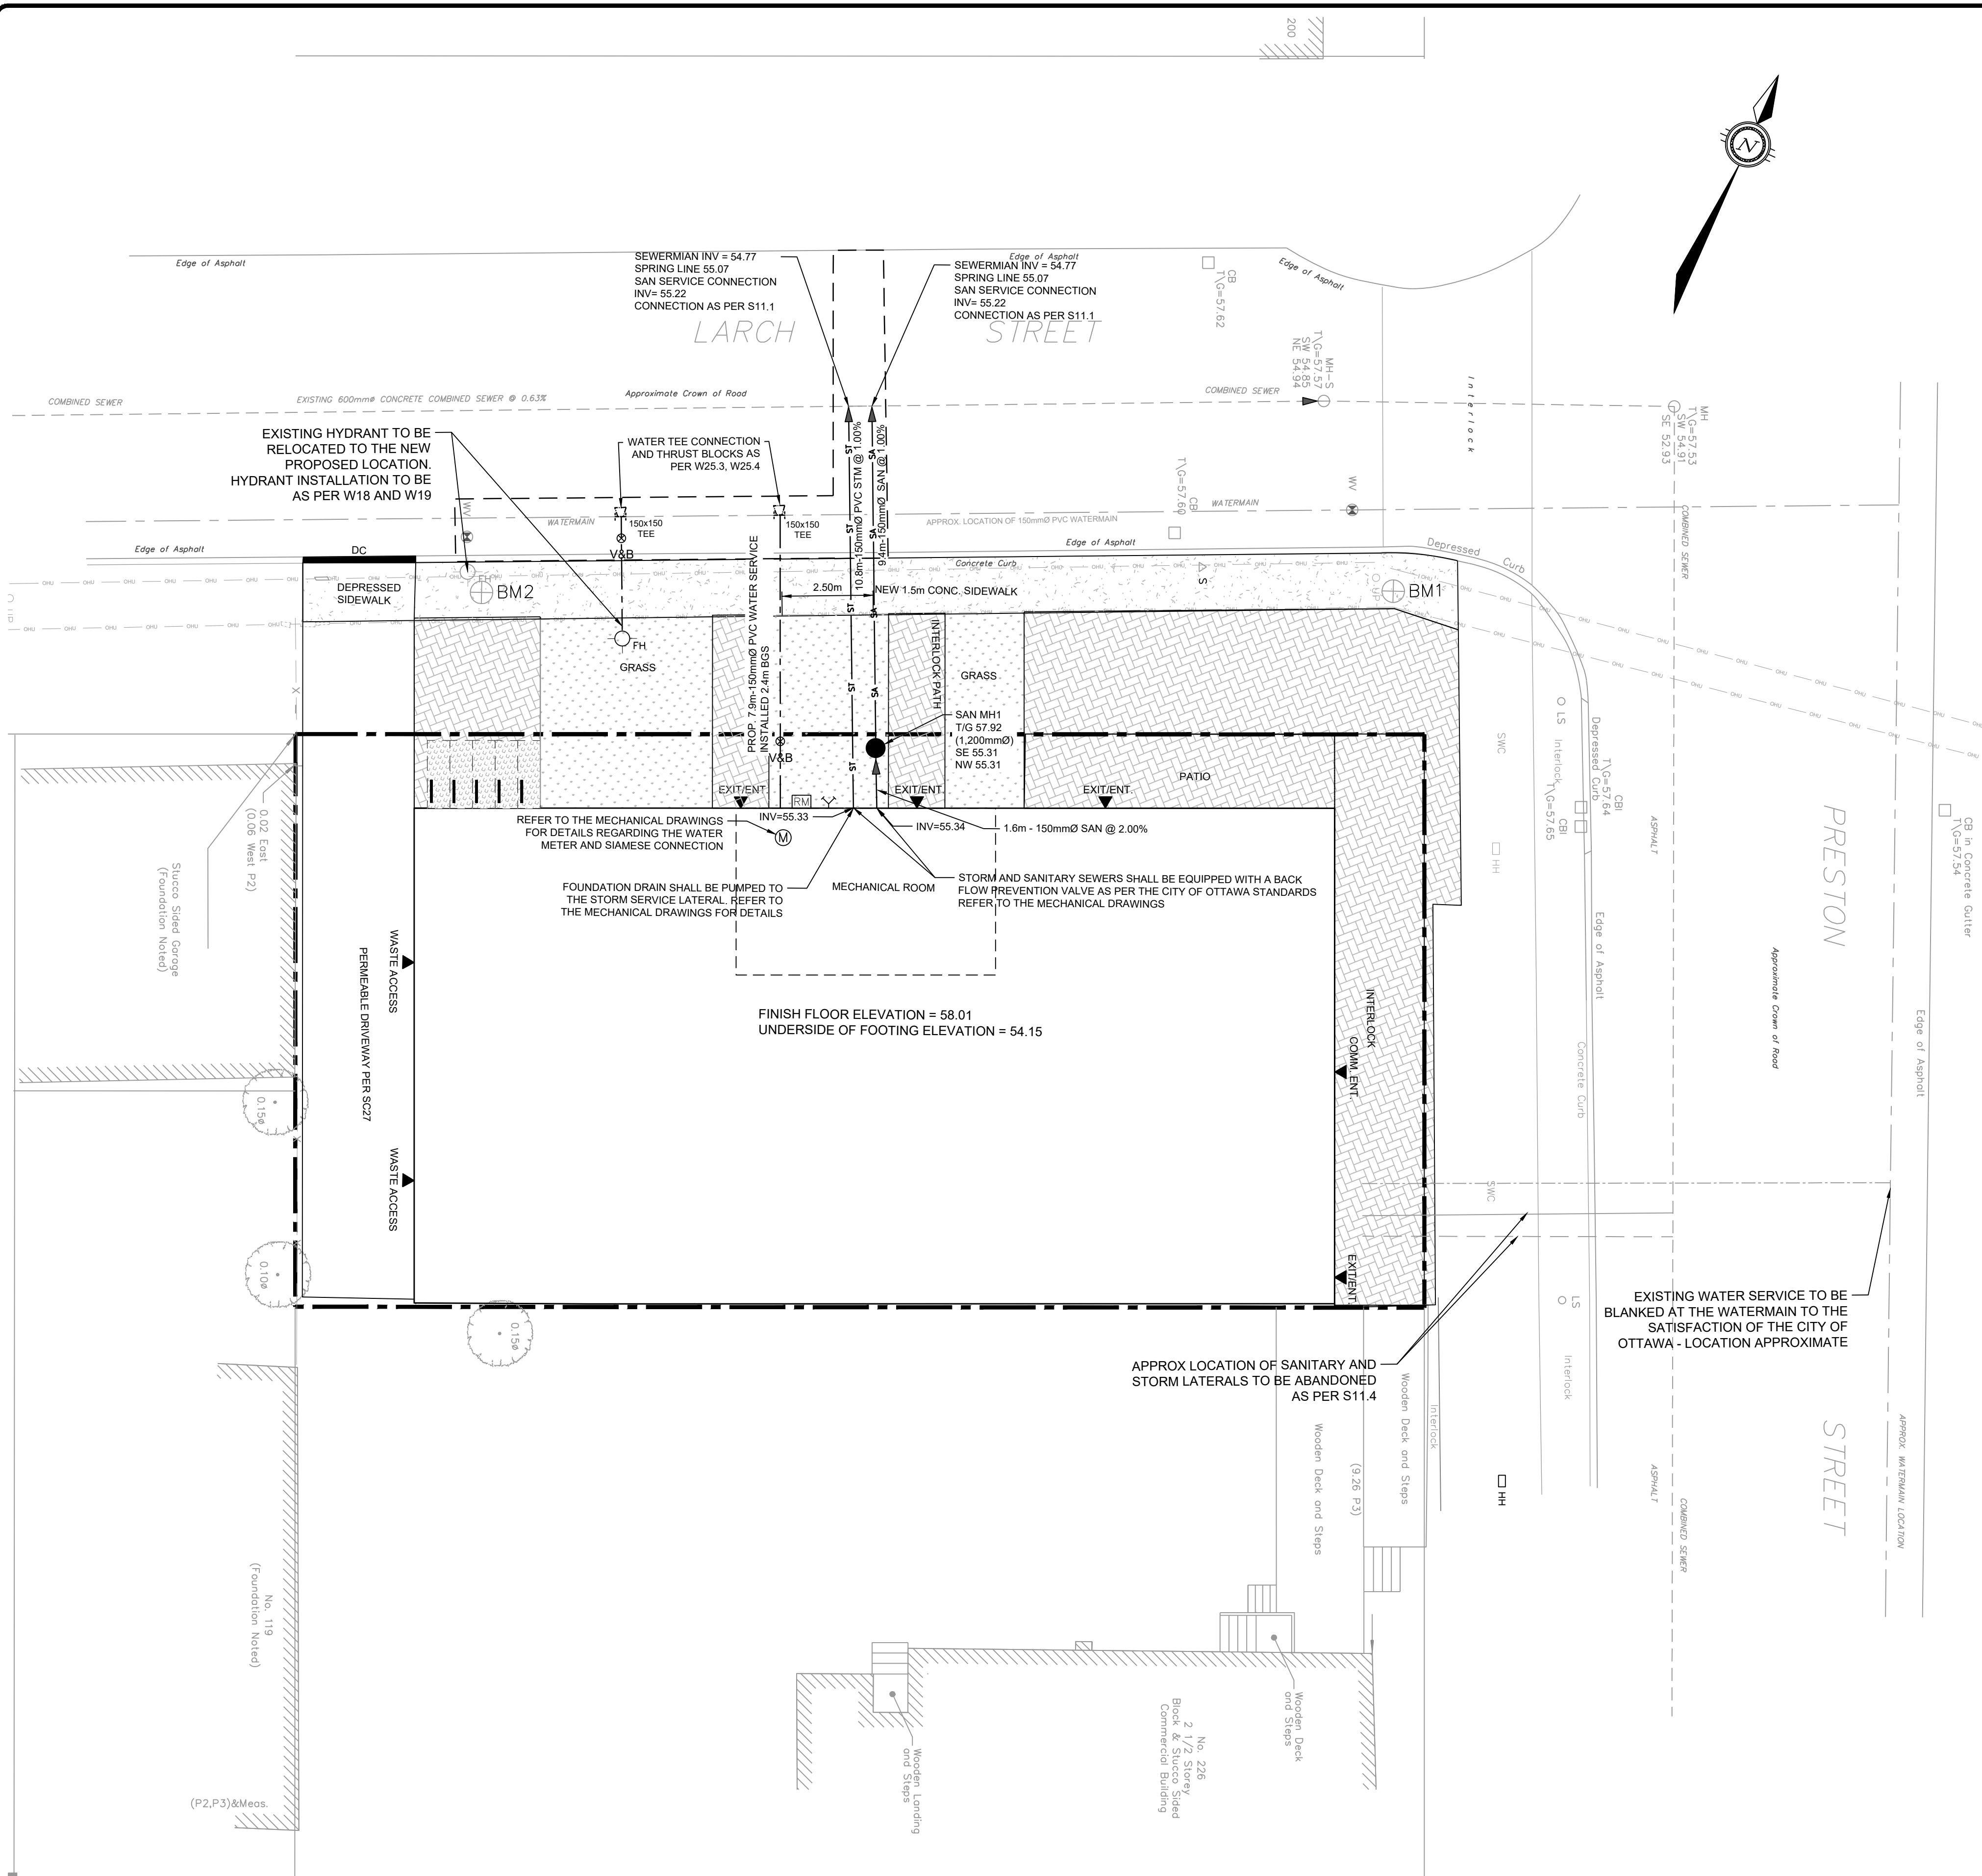 200
N
Edge of Asphalt
SEWERMIAN INV = 54.77
SPRING LINE 55.07
SAN SERVICE CONNECTION
INV= 55.22
CONNECTION AS PER S11.1
Edge of Asphalt
SEWERMIAN INV = 54.77
SPRING LINE 55.07
SAN SERVICE CONNECTION
INV= 55.22
CONNECTION AS PER S11.1
CB
T\G=57.62
Edge of Asphalt
LARCH STREET
MH-S
T\G=57.57
SW 54.85
NE 54.94
Interlock
COMBINED SEWER
EXISTING 600mmø CONCRETE COMBINED SEWER @ 0.63%
Approximate Crown of Road
COMBINED SEWER
MH
T\G=57.53
SW 54.91
SE 52.93
EXISTING HYDRANT TO BE
RELOCATED TO THE NEW
PROPOSED LOCATION.
HYDRANT INSTALLATION TO BE
AS PER W18 AND W19
WATER TEE CONNECTION
AND THRUST BLOCKS AS
PER W25.3, W25.4
10.8m-150mmØ PVC STM @ 1.00%
9.4m-150mmØ SAN @ 1.00%
ST
ST
ST
ST
ST
SA
SA
SA
SA
SA
CB
T\G=57.60
WATERMAIN
WV
WV
WATERMAIN
150x150
TEE
V&B
150x150
TEE
APPROX. LOCATION OF 150mmØ PVC WATERMAIN
COMBINED SEWER
Edge of Asphalt
DC
Edge of Asphalt
Depressed Curb
Concrete Curb
DEPRESSED
SIDEWALK
BM2
2.50m
NEW 1.5m CONC. SIDEWALK
S
UP
BM1
OHU
UP
FH
GRASS
PROP. 7.9m-150mmØ PVC WATER SERVICE
INSTALLED 2.4m BGS
INTERLOCK PATH
GRASS
X
SAN MH1
T/G 57.92
(1,200mmØ)
SE 55.31
NW 55.31
V&B
PATIO
EXIT/ENT.
EXIT/ENT.
EXIT/ENT.
RM
LS
SWC
Interlock
Depressed Curb
CBI
T\G=57.64
CBI
T\G=57.65
ASPHALT
HH
PRESTON
CB in Concrete Gutter
T\G=57.54
REFER TO THE MECHANICAL DRAWINGS
FOR DETAILS REGARDING THE WATER
METER AND SIAMESE CONNECTION
M
INV=55.33
INV=55.34
1.6m - 150mmØ SAN @ 2.00%
0.02 East
(0.06 West P2)
Stucco Sided Garage
(Foundation Noted)
FOUNDATION DRAIN SHALL BE PUMPED TO
THE STORM SERVICE LATERAL. REFER TO
THE MECHANICAL DRAWINGS FOR DETAILS
MECHANICAL ROOM
STORM AND SANITARY SEWERS SHALL BE EQUIPPED WITH A BACK
FLOW PREVENTION VALVE AS PER THE CITY OF OTTAWA STANDARDS
REFER TO THE MECHANICAL DRAWINGS
WASTE ACCESS
PERMEABLE DRIVEWAY PER SC27
Edge of Asphalt
Approximate Crown of Road
FINISH FLOOR ELEVATION = 58.01
UNDERSIDE OF FOOTING ELEVATION = 54.15
INTERLOCK
COMM. ENT.
Concrete Curb
Edge of Asphalt
0.15ø
WASTE ACCESS
SWC
0.10ø
EXIT/ENT.
0.15ø
LS
Interlock
EXISTING WATER SERVICE TO BE
BLANKED AT THE WATERMAIN TO THE
SATISFACTION OF THE CITY OF
OTTAWA - LOCATION APPROXIMATE
APPROX LOCATION OF SANITARY AND
STORM LATERALS TO BE ABANDONED
AS PER S11.4
Wooden Deck and Steps
(9.26 P3)
Wooden Deck and Steps
Interlock
HH
ASPHALT
COMBINED SEWER
STREET
APPROX. WATERMAIN LOCATION
No. 119
(Foundation Noted)
(P2,P3)&Meas.
Wooden Landing
and Steps
No. 226
2 1/2 Storey
Block & Stucco Sided
Commercial Building
Wooden Deck
and Steps